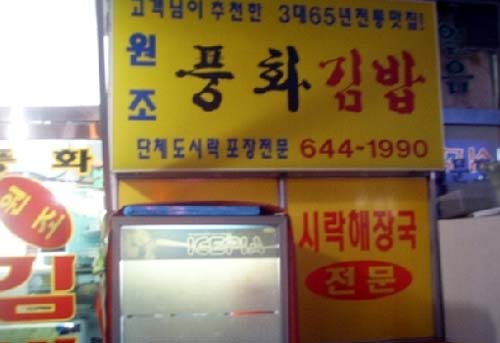 고객님이 추천한 3대65년전통맛집!
원조
풍화김밥
단체도시락 포장전문 644-1990
풍화
원조
김
ICEPIA
시락해장국
전문